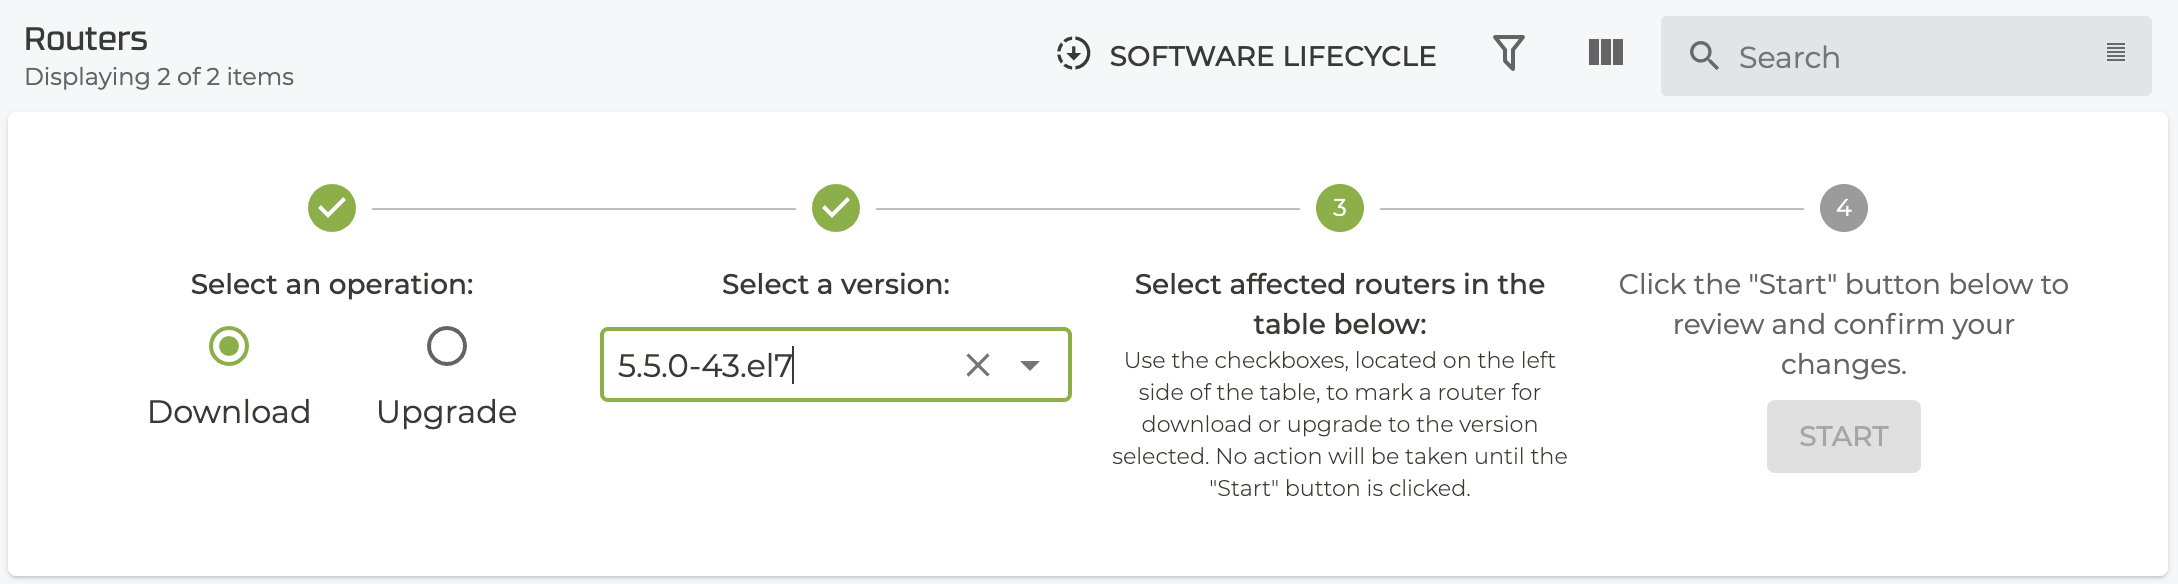 Routers
Displaying 2 of 2 items
SOFTWARE LIFECYCLE
Search
3
4
Select an operation:
Download
Upgrade
Select a version:
5.5.0-43.el7
Select affected routers in the
table below:
Use the checkboxes, located on the left
side of the table, to mark a router for
download or upgrade to the version
selected. No action will be taken until the
"Start" button is clicked.
Click the "Start" button below to
review and confirm your
changes.
START